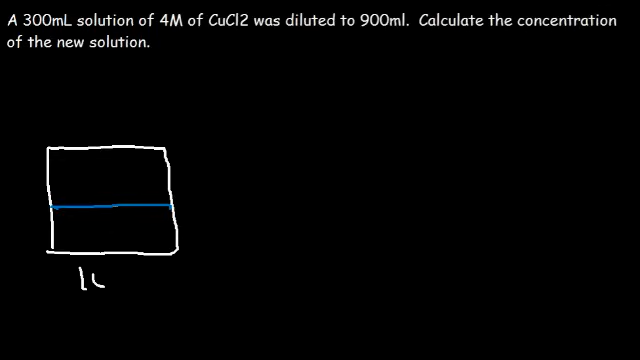 A 300mL solution of 4M of CuCl2 was diluted to 900ml.  Calculate the concentration
of the new solution.